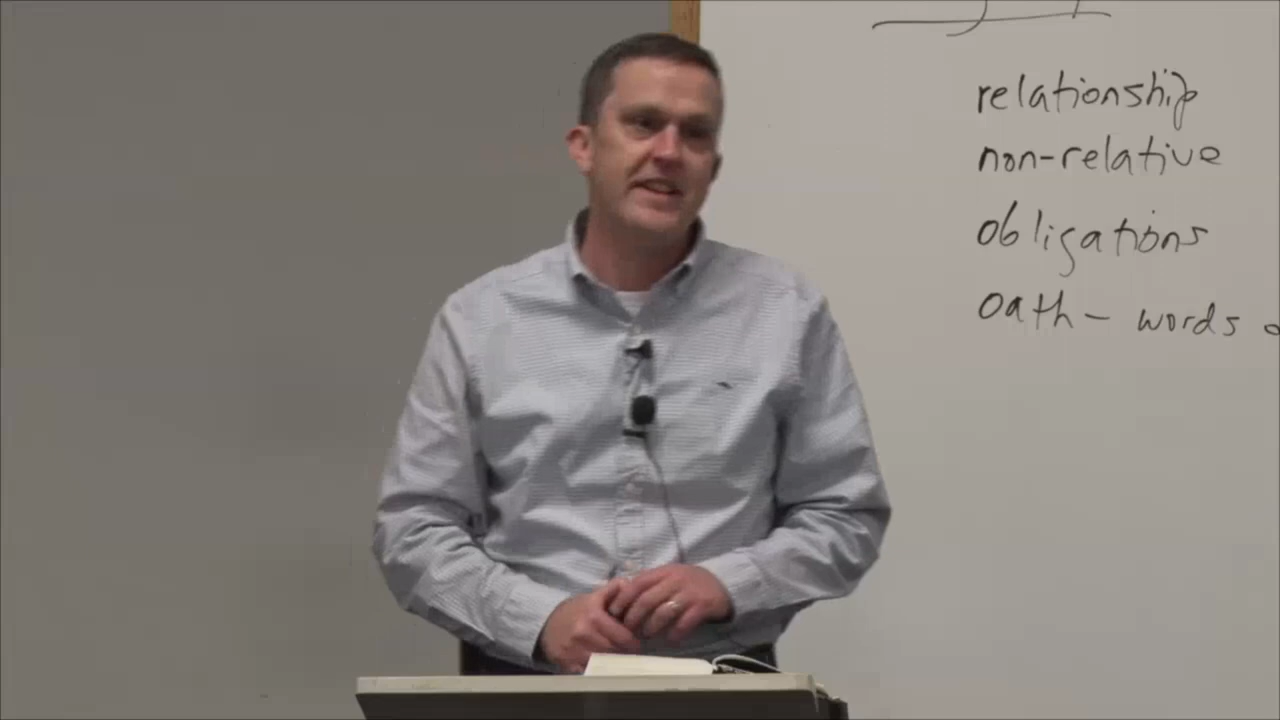 relationship
non-relative
obligations
oath - words